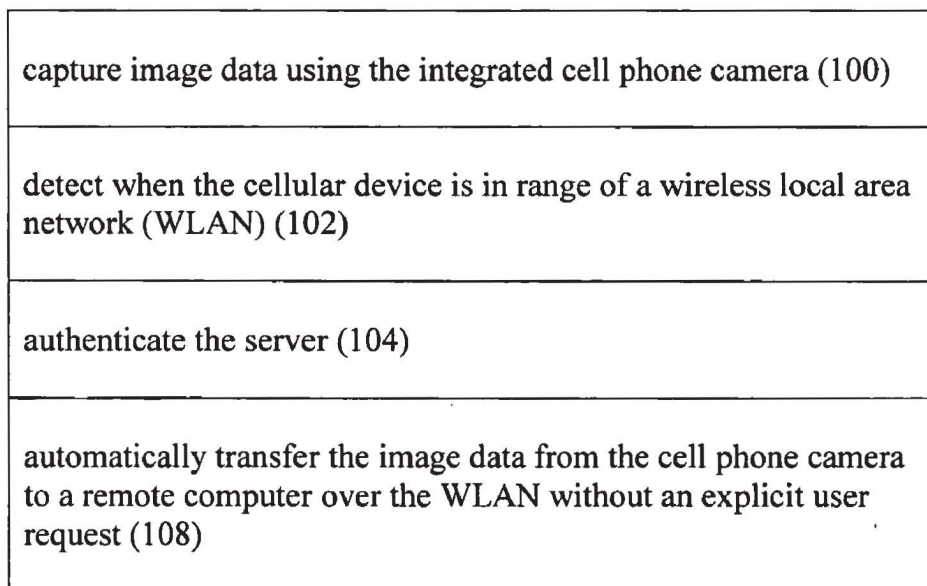 capture image data using the integrated cell phone camera (100)
detect when the cellular device is in range of a wireless local area
network (WLAN) (102)
authenticate the server (104)
automatically transfer the image data from the cell phone camera
to a remote computer over the WLAN without an explicit user
request (108)